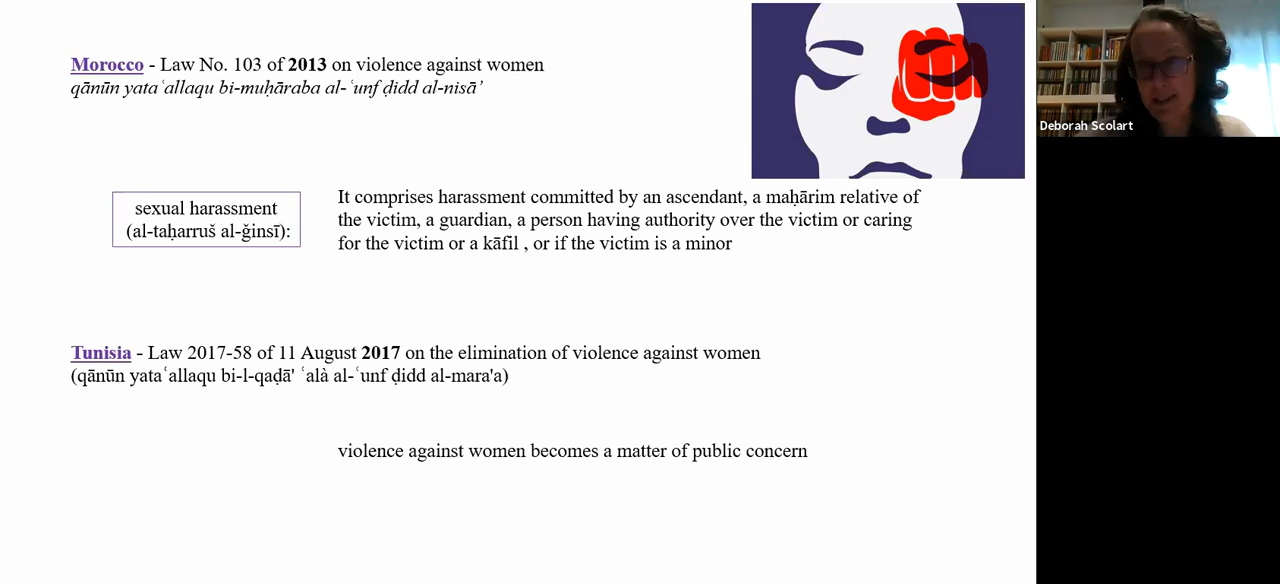 Morocco - Law No. 103 of 2013 on violence against women
qānūn yataʿallaqu bi-muḥāraba al-ʿunf ḍidd al-nisā’
Deborah Scolart
sexual harassment
(al-taḥarruš al-ǧinsī):
It comprises harassment committed by an ascendant, a maḥārim relative of
the victim, a guardian, a person having authority over the victim or caring
for the victim or a kāfil , or if the victim is a minor
Tunisia - Law 2017-58 of 11 August 2017 on the elimination of violence against women
(qānūn yataʿallaqu bi-l-qaḍā' ʿalà al-ʿunf ḍidd al-mara'a)
violence against women becomes a matter of public concern